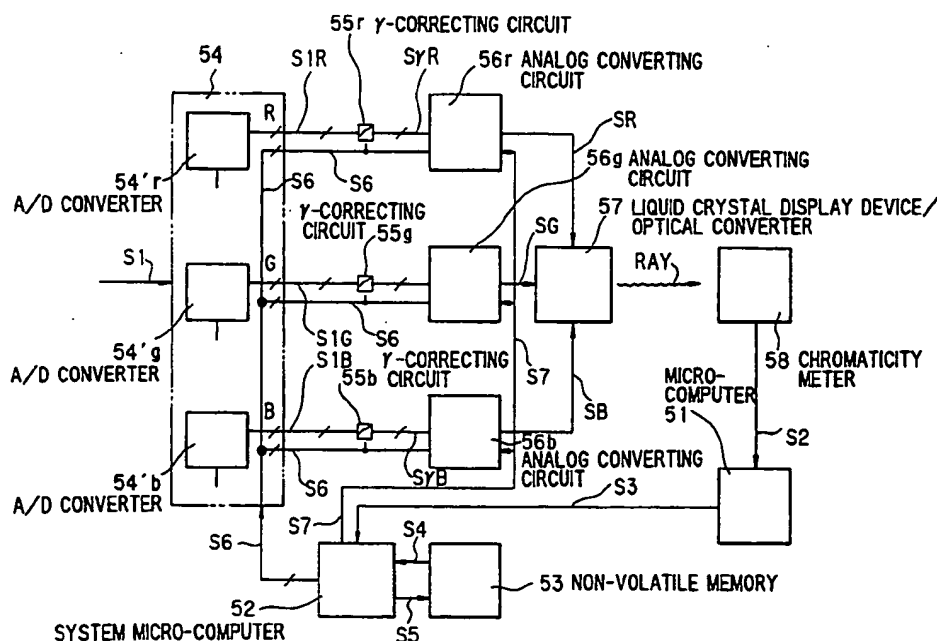 55r γ-CORRECTING CIRCUIT
54
S1R
SγR
56r ANALOG CONVERTING
CIRCUIT
R
SR
S6
S6
54'r
A/D CONVERTER
56g ANALOG CONVERTING
CIRCUIT
γ-CORRECTING
CIRCUIT
55g
57 LIQUID CRYSTAL DISPLAY DEVICE/
OPTICAL CONVERTER
SG
S1
G
RAY
S1G
S6
54'g
A/D CONVERTER
S1B
γ-CORRECTING
55b CIRCUIT
S7
SB
58 CHROMATICITY
METER
MICRO-
COMPUTER
51
B
S2
56b
ANALOG CONVERTING
CIRCUIT
S6
SγB
54'b
A/D CONVERTER
S3
S7
S6
S4
52
S5
53 NON-VOLATILE MEMORY
SYSTEM MICRO-COMPUTER